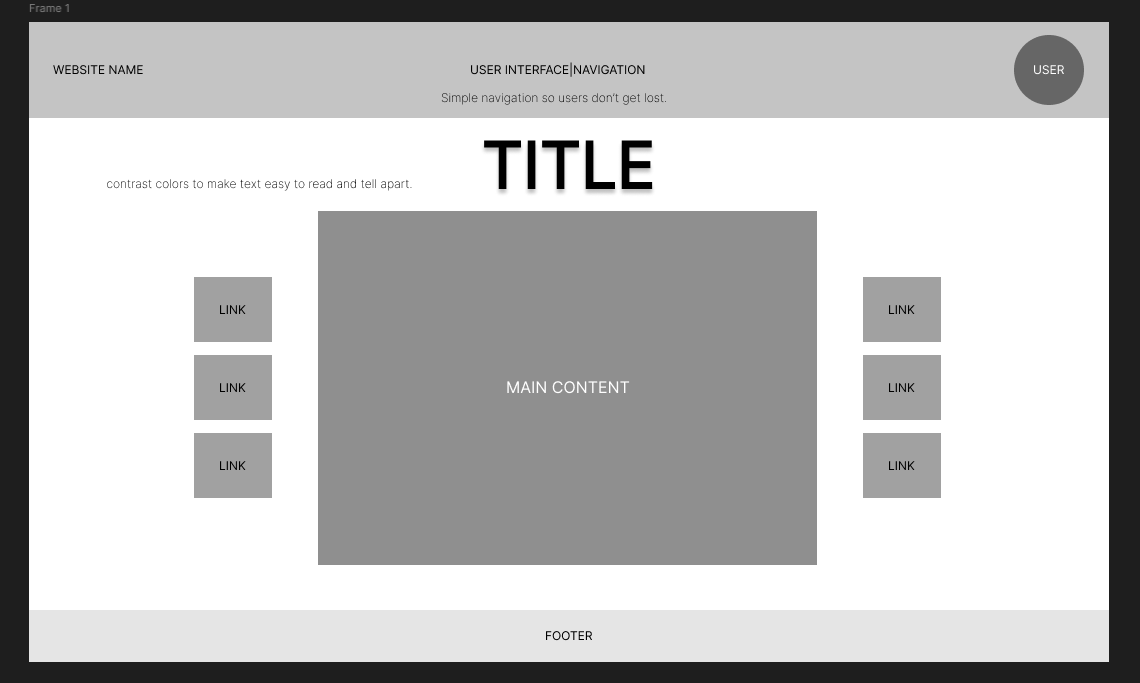 Frame 1
WEBSITE NAME
USER INTERFACE|NAVIGATION
USER
Simple navigation so users don't get lost.
TITLE
contrast colors to make text easy to read and tell apart.
LINK
LINK
LINK
MAIN CONTENT
LINK
LINK
LINK
FOOTER